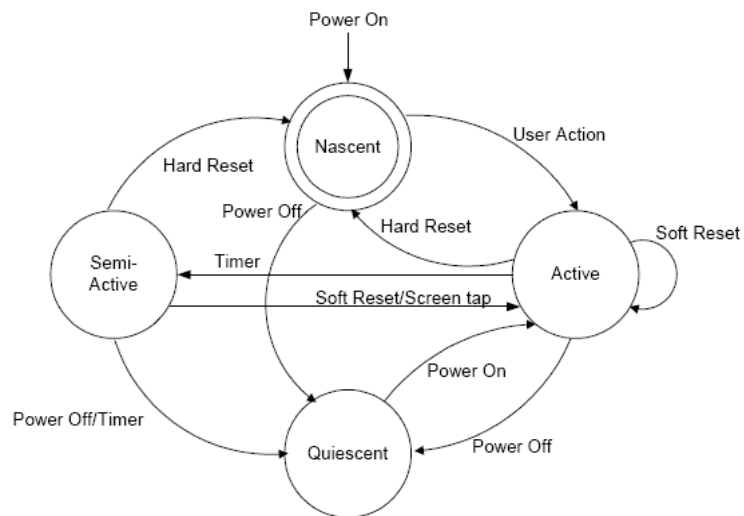 Power On
Nascent
User Action
Hard Reset
Power Off
Hard Reset
Soft Reset
Semi-
Active
Timer
Active
Soft Reset/Screen tap
Power On
Power Off/Timer
Quiescent
Power Off